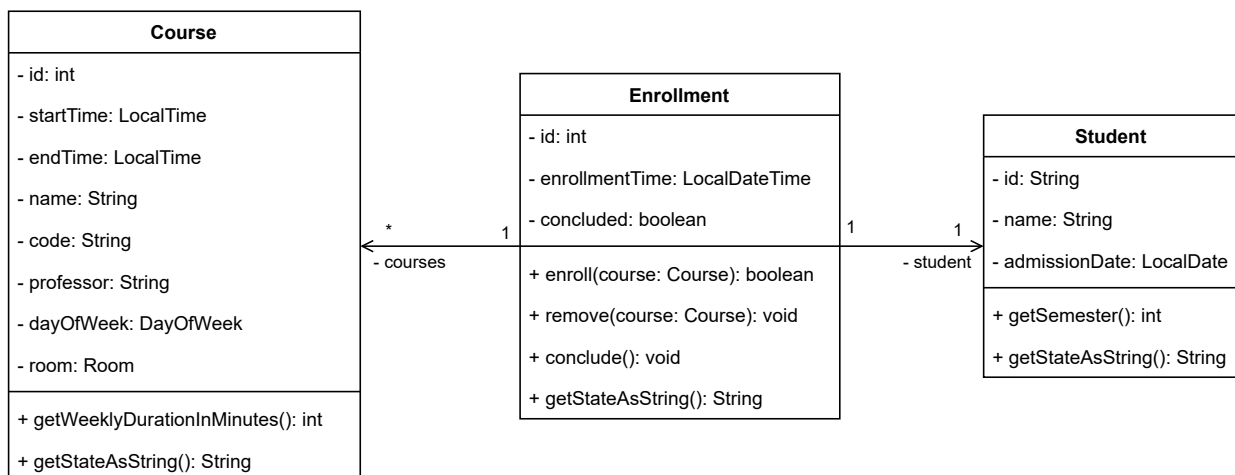 Course
- id: int
- startTime: LocalTime
- endTime: LocalTime
- name: String
- code: String
- professor: String
- dayOfWeek: DayOfWeek
- room: Room
+ getWeeklyDurationInMinutes(): int
+ getStateAsString(): String
*
1
- courses
Enrollment
- id: int
- enrollmentTime: LocalDateTime
- concluded: boolean
+ enroll(course: Course): boolean
+ remove(course: Course): void
+ conclude(): void
+ getStateAsString(): String
1
1
- student
Student
- id: String
- name: String
- admissionDate: LocalDate
+ getSemester(): int
+ getStateAsString(): String